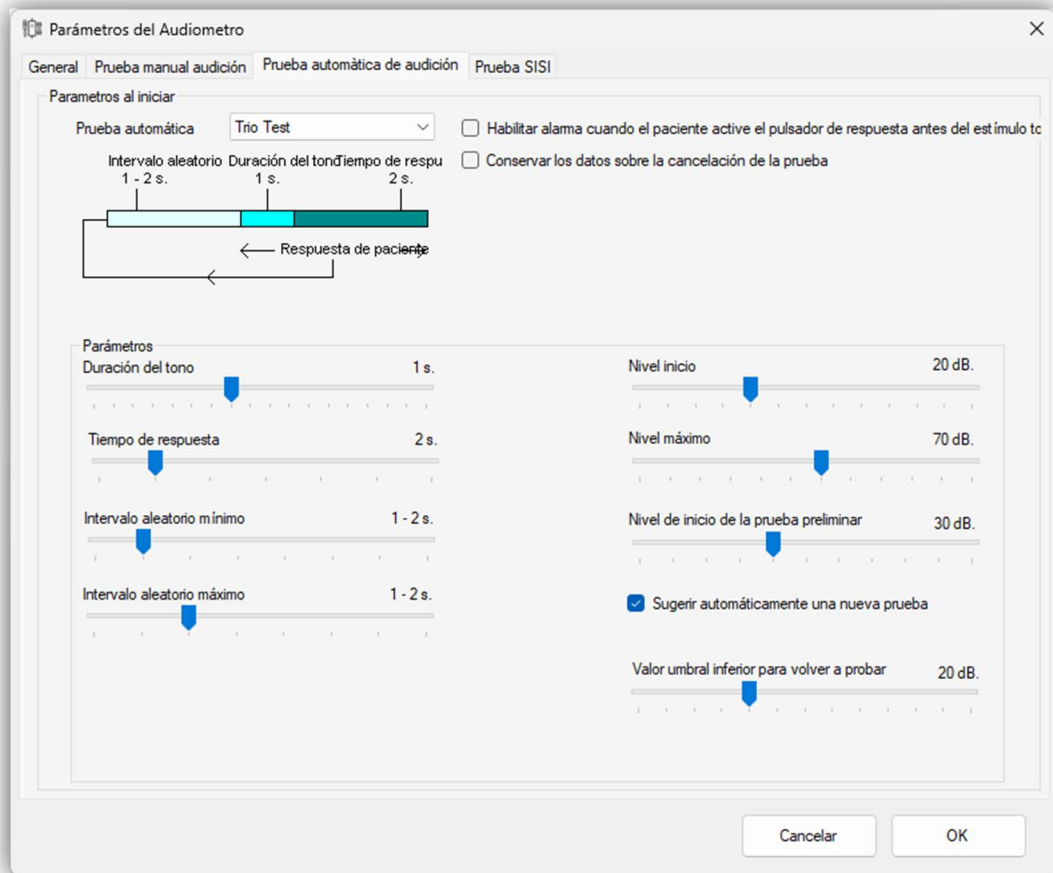 Parámetros del Audiometro
General Prueba manual audición Prueba automàtica de audición Prueba SISI
Parametros al iniciar
Prueba automática Trio Test
Habilitar alarma cuando el paciente active el pulsador de respuesta antes del estímulo to
Conservar los datos sobre la cancelación de la prueba
Intervalo aleatorio Duración del tono Tiempo de respu
1 - 2 s. 1 s. 2 s.
Respuesta de paciente
Parámetros
Duración del tono 1 s.
Tiempo de respuesta 2 s.
Intervalo aleatorio mínimo 1 - 2 s.
Intervalo aleatorio máximo 1 - 2 s.
Nivel inicio 20 dB.
Nivel máximo 70 dB.
Nivel de inicio de la prueba preliminar 30 dB.
Sugerir automáticamente una nueva prueba
Valor umbral inferior para volver a probar 20 dB.
Cancelar OK